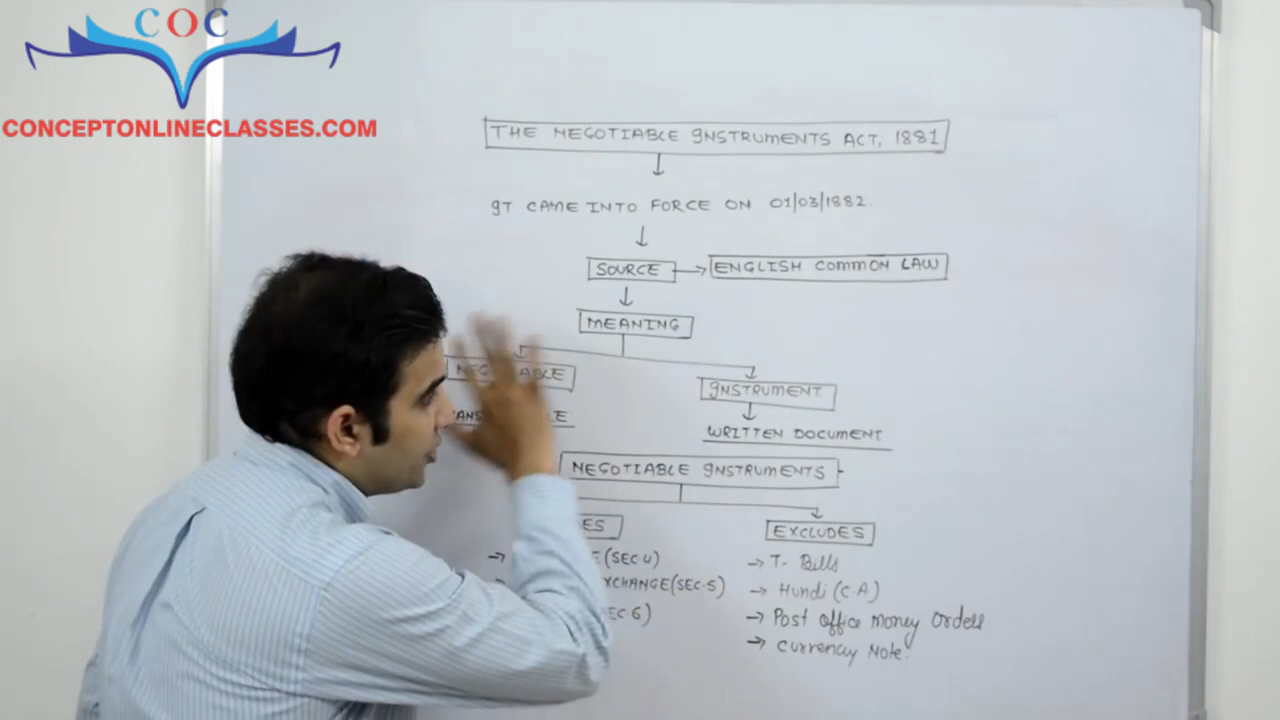 COC
CONCEPTONLINECLASSES.COM
THE NEGOTIABLE INSTRUMENTS ACT, 1881
IT CAME INTO FORCE ON 01/03/1882.
SOURCE → ENGLISH COMMON LAW
MEANING
INSTRUMENT
WRITTEN DOCUMENT
NEGOTIABLE INSTRUMENTS
EXCLUDES
(SEC.4)
→ T- Bills
XCHANGE(SEC.5)
→ Hundi (C.A)
EC.6)
→ Post office money orders
→ Currency Note.